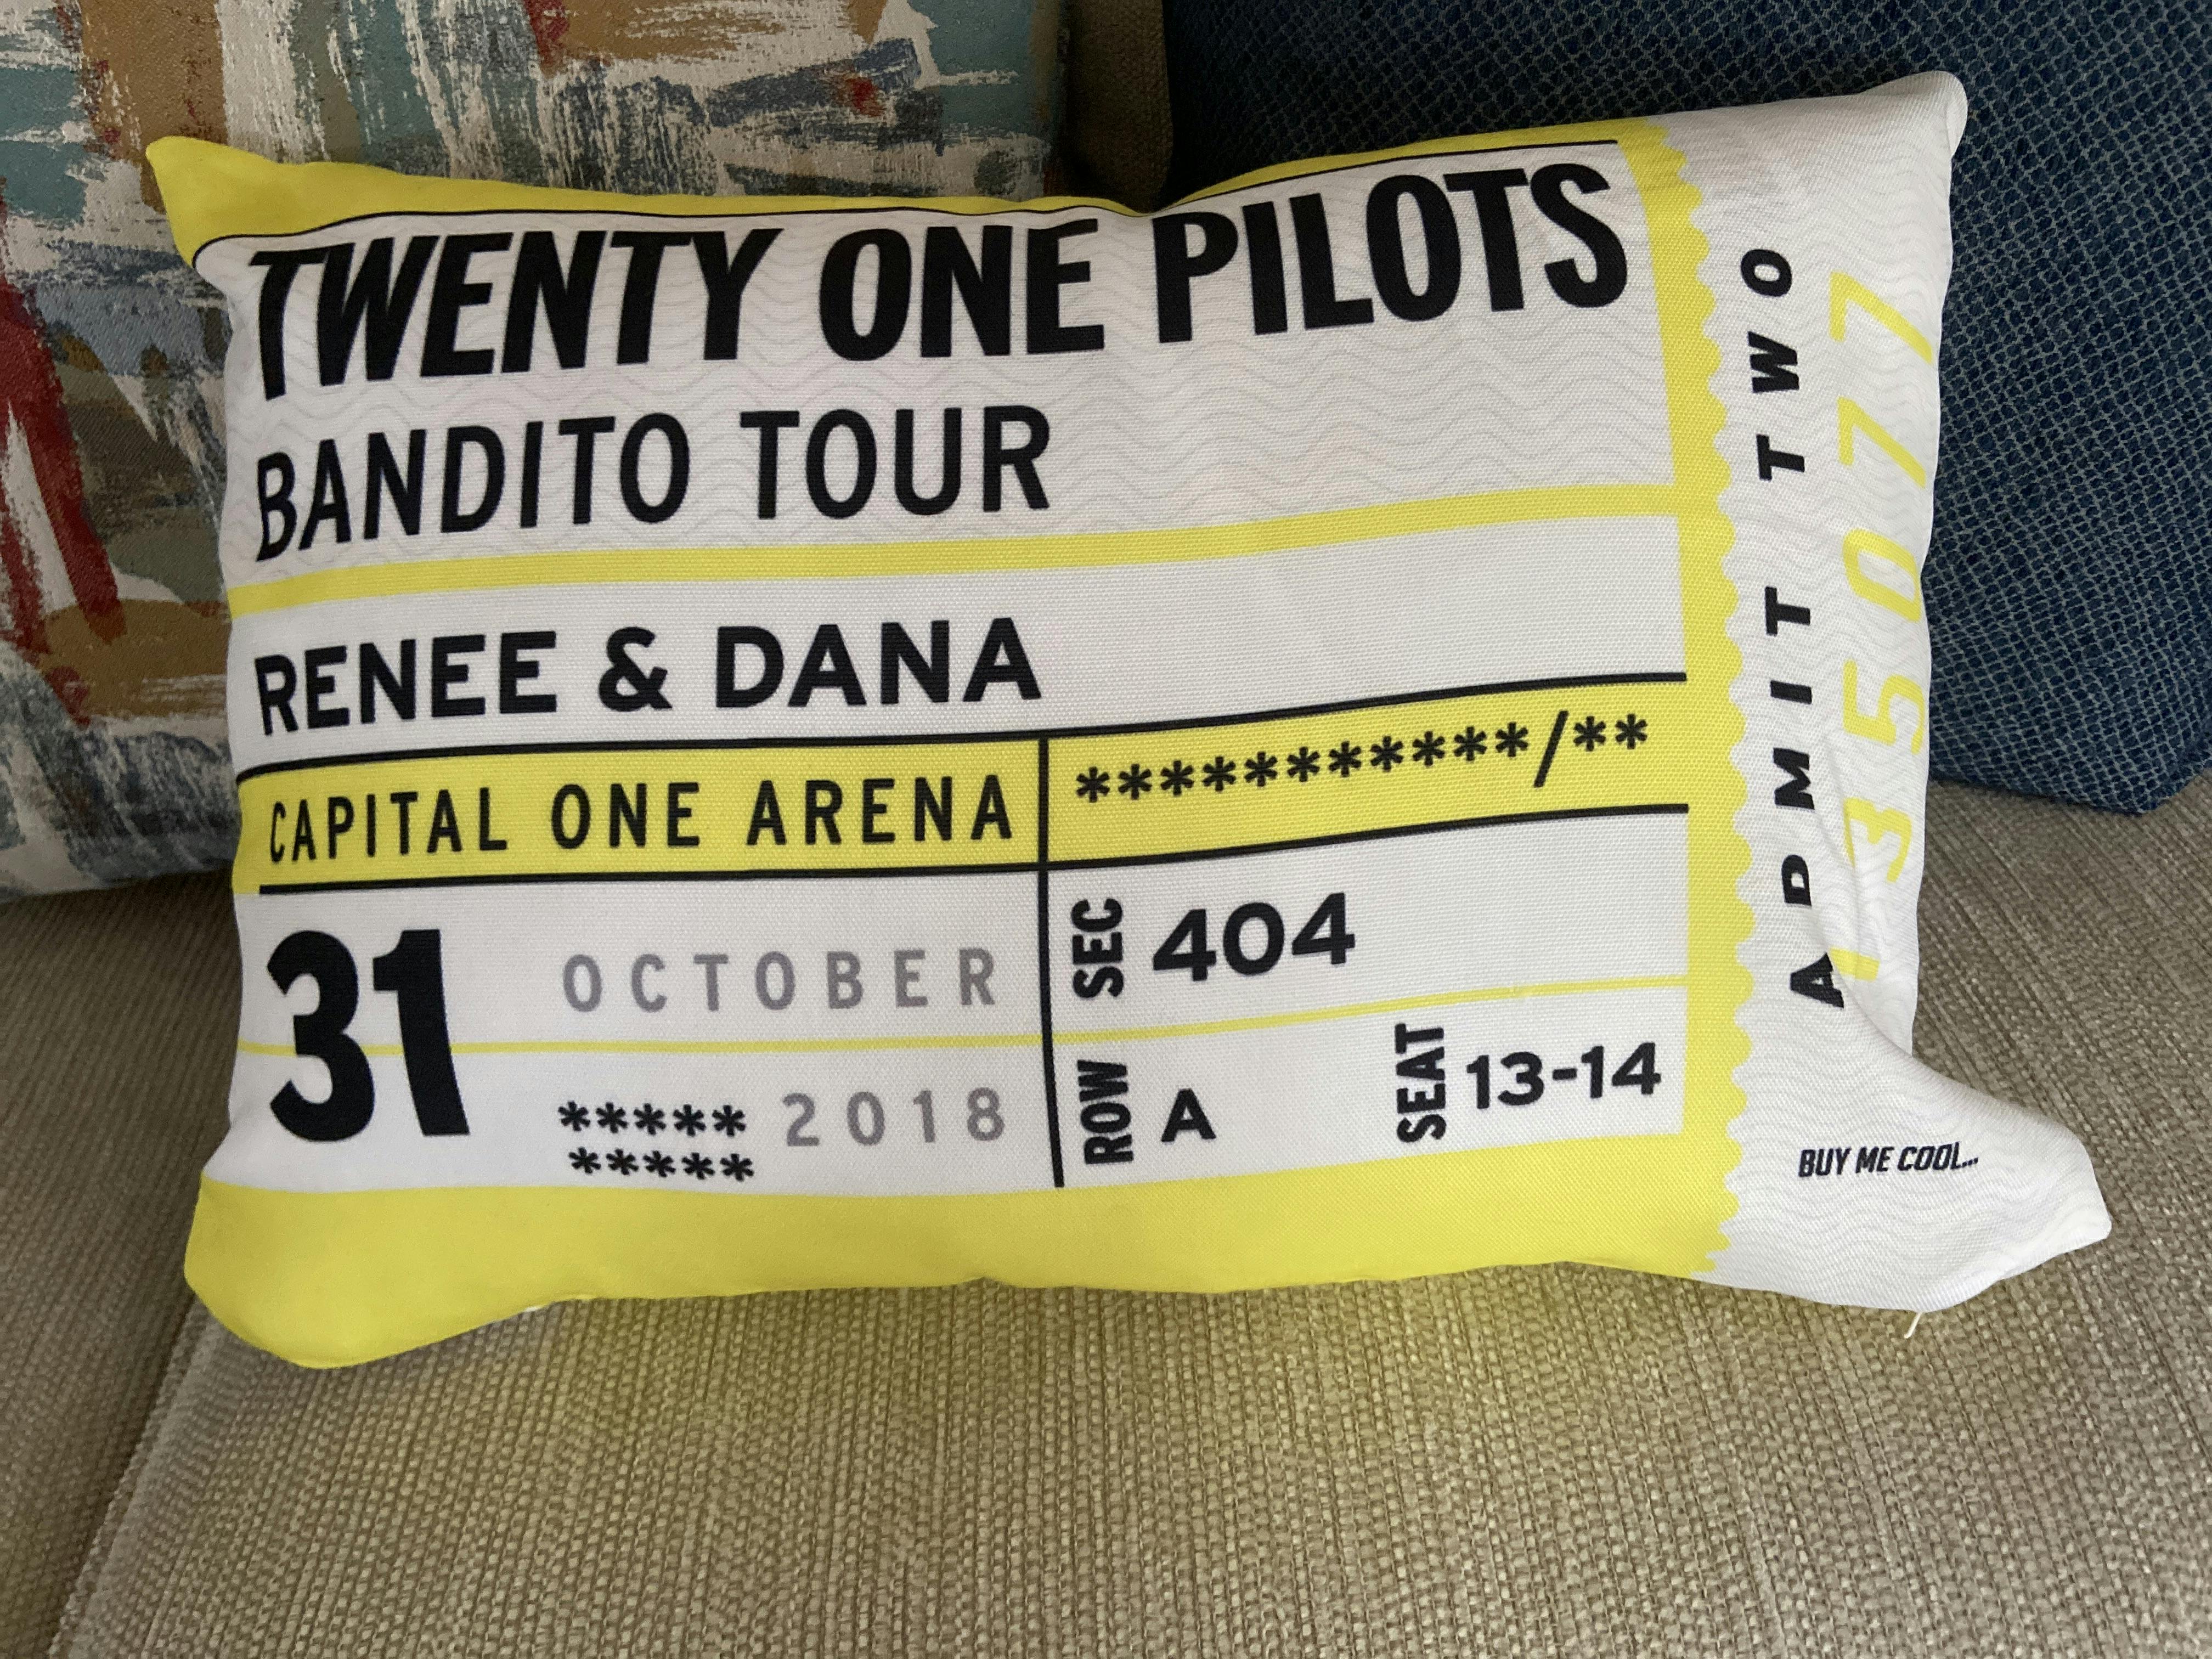 TWENTY ONE PILOTS
BANDITO TOUR
RENEE & DANA
CAPITAL ONE ARENA
***********/**
31 OCTOBER
***** 2018
*****
SEC 404
ROW A SEAT 13-14
ADMIT TWO
135077
BUY ME COOL...